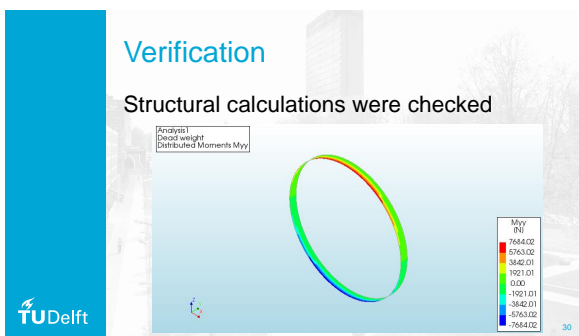 Verification
Structural calculations were checked
Analysis1
Dead weight
Distributed Moments Myy
Myy
(N)
7684.02
5763.02
3842.01
1921.01
0.00
-1921.01
-3842.01
-5763.02
-7684.02
TUDelft
30